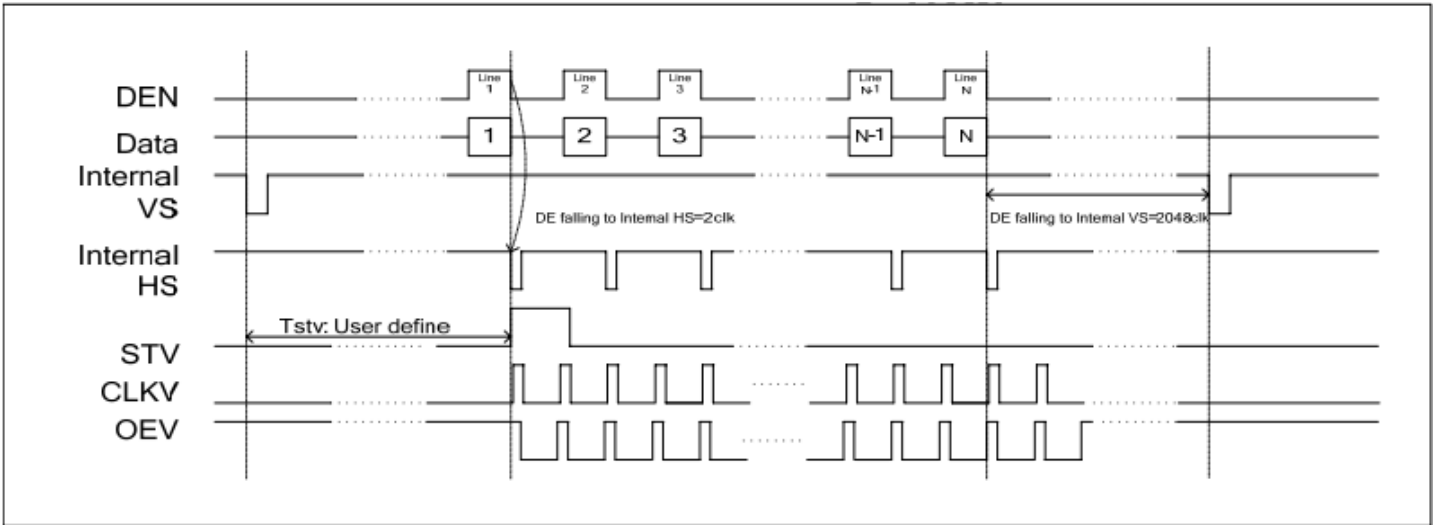 DEN
Line 1
Line 2
Line 3
Line N-1
Line N
Data
1
2
3
N-1
N
Internal VS
DE falling to Internal HS=2clk
DE falling to Internal VS=2048clk
Internal HS
Tstv: User define
STV
CLKV
OEV